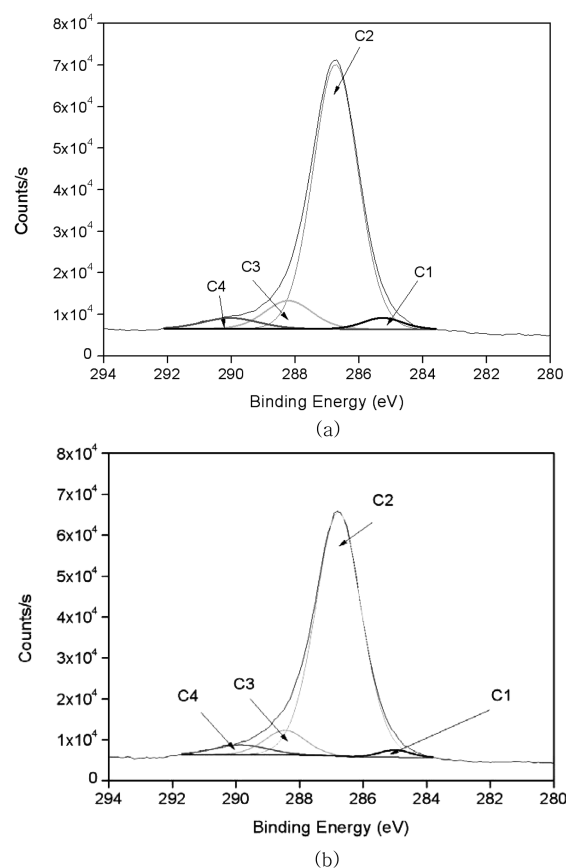 C2
8x10⁴
7x10⁴
6x10⁴
5x10⁴
4x10⁴
3x10⁴
2x10⁴
1x10⁴
0
Counts/s
C4
C3
C1
294 292 290 288 286 284 282 280
Binding Energy (eV)
(a)
8x10⁴
7x10⁴
6x10⁴
5x10⁴
4x10⁴
3x10⁴
2x10⁴
1x10⁴
0
Counts/s
C2
C4
C3
C1
294 292 290 288 286 284 282 280
Binding Energy (eV)
(b)